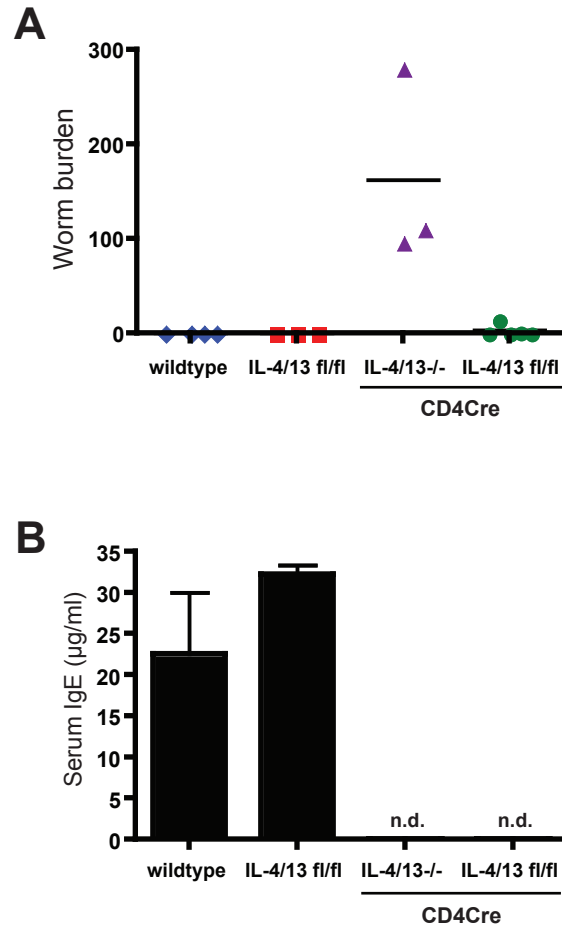 A
300
200
100
0
Worm burden
wildtype IL-4/13 fl/fl IL-4/13-/- IL-4/13 fl/fl
CD4Cre
B
35
30
25
20
15
10
5
0
Serum IgE (µg/ml)
n.d. n.d.
wildtype IL-4/13 fl/fl IL-4/13-/- IL-4/13 fl/fl
CD4Cre